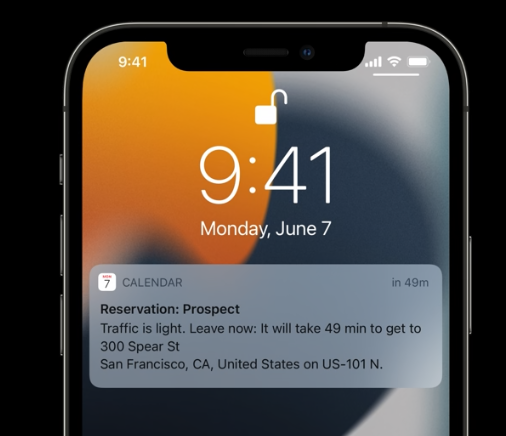 9:41
9:41
Monday, June 7
MON
7
CALENDAR
in 49m
Reservation: Prospect
Traffic is light. Leave now: It will take 49 min to get to
300 Spear St
San Francisco, CA, United States on US-101 N.